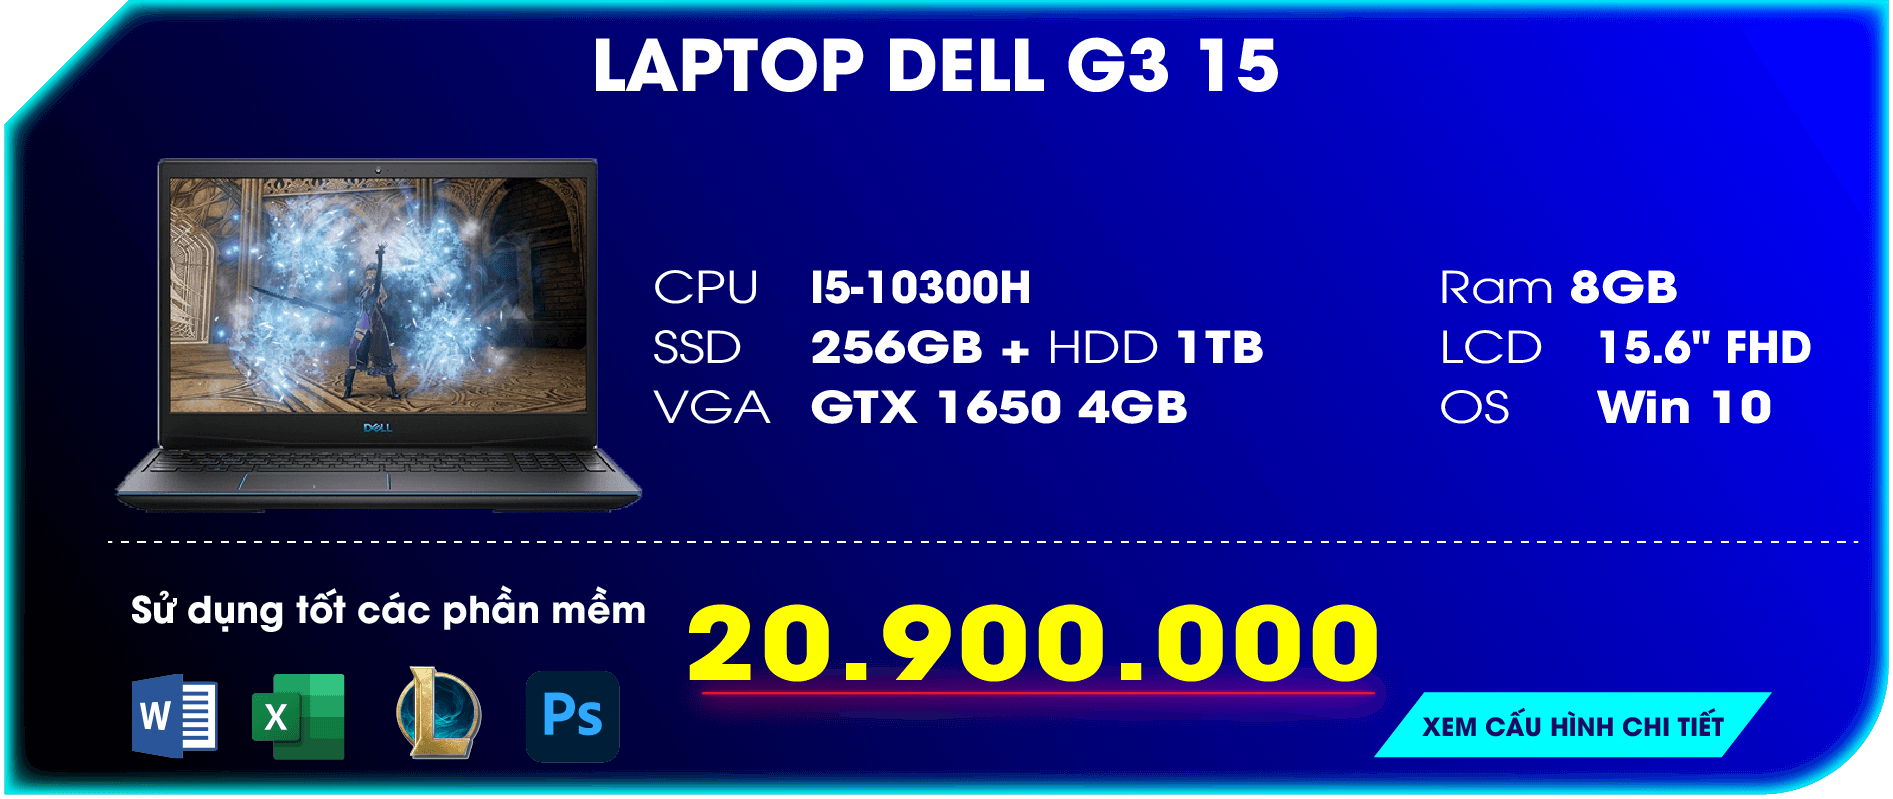 LAPTOP DELL G3 15
DELL
CPU I5-10300H
SSD 256GB + HDD 1TB
VGA GTX 1650 4GB
Ram 8GB
LCD 15.6" FHD
OS Win 10
Sử dụng tốt các phần mềm
20.900.000
W X L Ps
XEM CẤU HÌNH CHI TIẾT